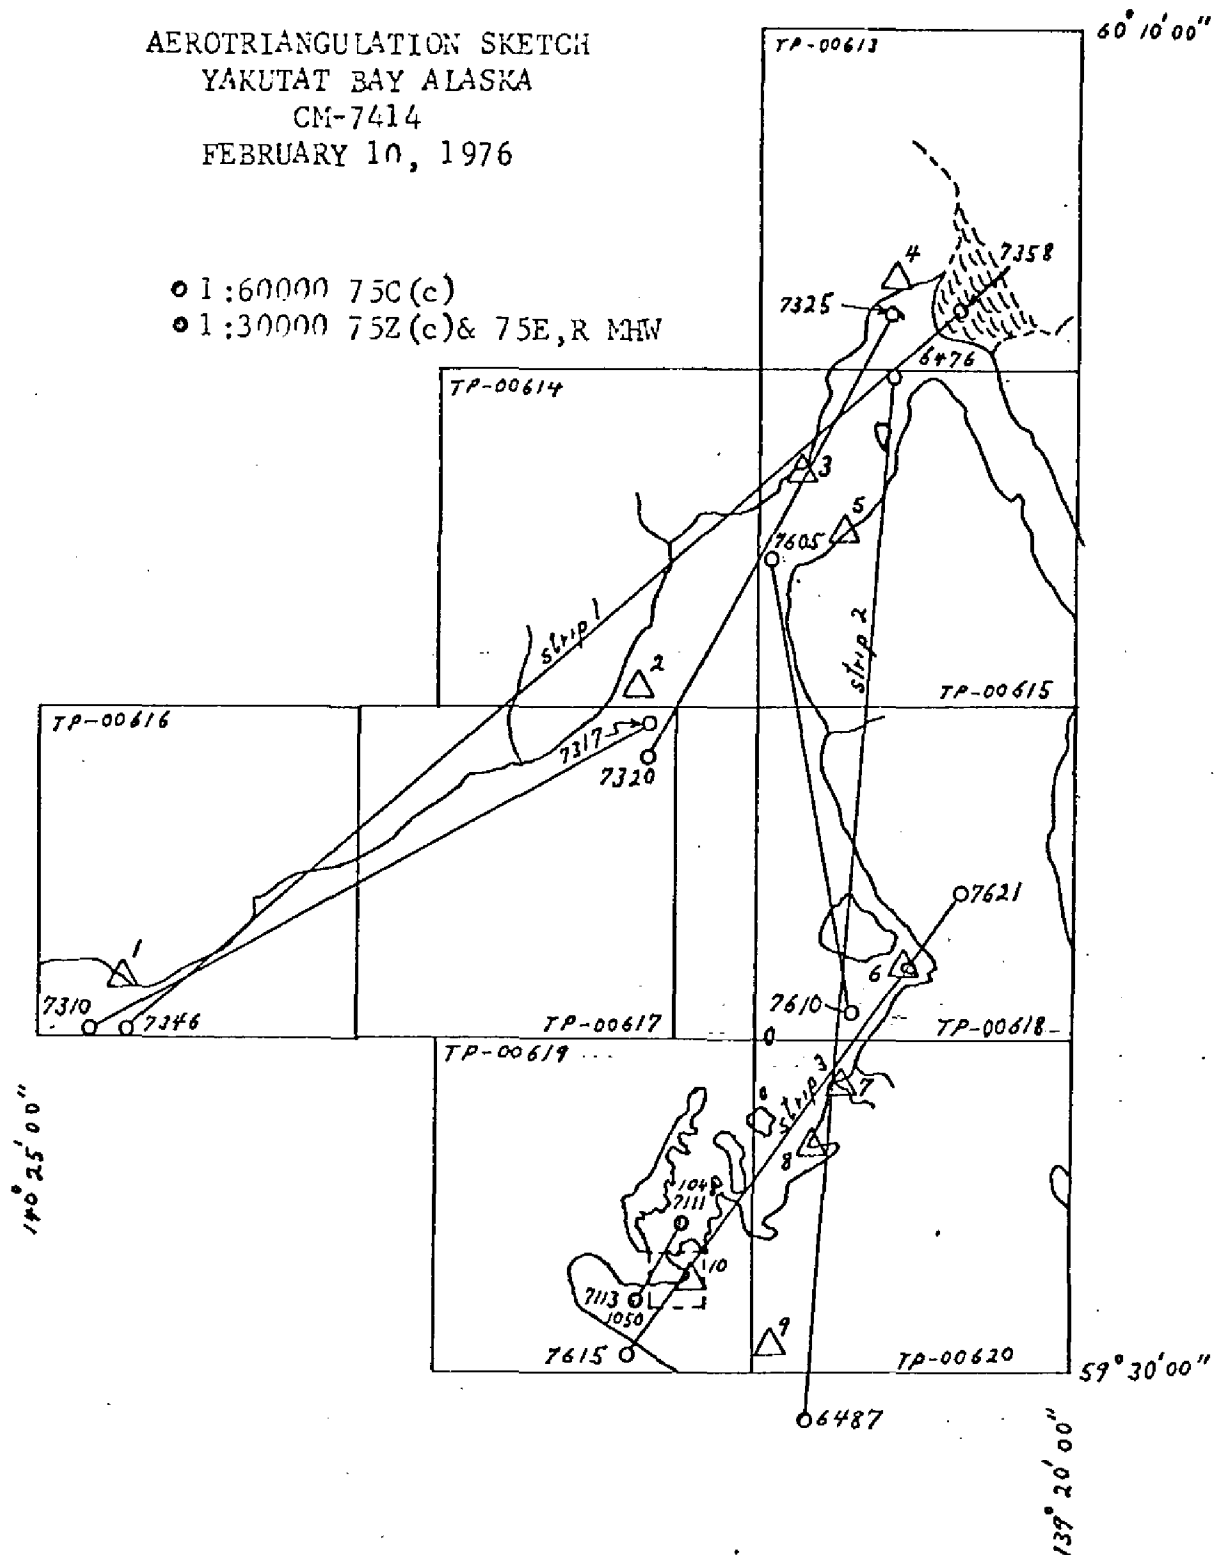 AEROTRIANGULATION SKETCH
YAKUTAT BAY ALASKA
CM-7414
FEBRUARY 10, 1976
1:60000 75C(c)
1:30000 75Z(c)& 75E,R MHW
60° 10' 00"
TP-00613
4
7358
7325
6476
TP-00614
3
5
7605
strip 1
strip 2
2
TP-00615
TP-00616
7317
7320
7621
1
6
7310
7346
7610
TP-00617
TP-00618
TP-00619
strip 3
7
8
140° 25' 00"
1048
7111
10
7113
1050
9
7615
TP-00620
59° 30' 00"
6487
139° 20' 00"